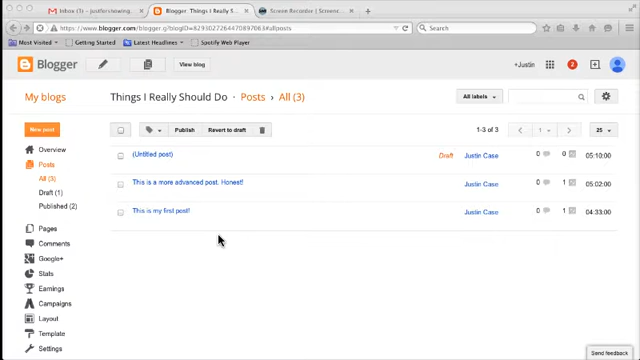 Inbox (1) - justforviewing...
Blogger: Things I Really S...
Screen Recorder | Screenc...
https://www.blogger.com/blogger.g?blogID=8293027264470897063#allposts
Search
Most Visited
Getting Started
Latest Headlines
Spotify Web Player
Blogger
View blog
+Justin
2
My blogs
Things I Really Should Do · Posts › All (3)
All labels
New post
Publish
Revert to draft
1-3 of 3
1
25
Overview
Posts
All (3)
Draft (1)
Published (2)
Pages
Comments
Google+
Stats
Earnings
Campaigns
Layout
Template
Settings
(Untitled post)
Draft
Justin Case
0
0
05:10:00
This is a more advanced post. Honest!
Justin Case
0
1
05:02:00
This is my first post!
Justin Case
0
1
04:33:00
Send feedback